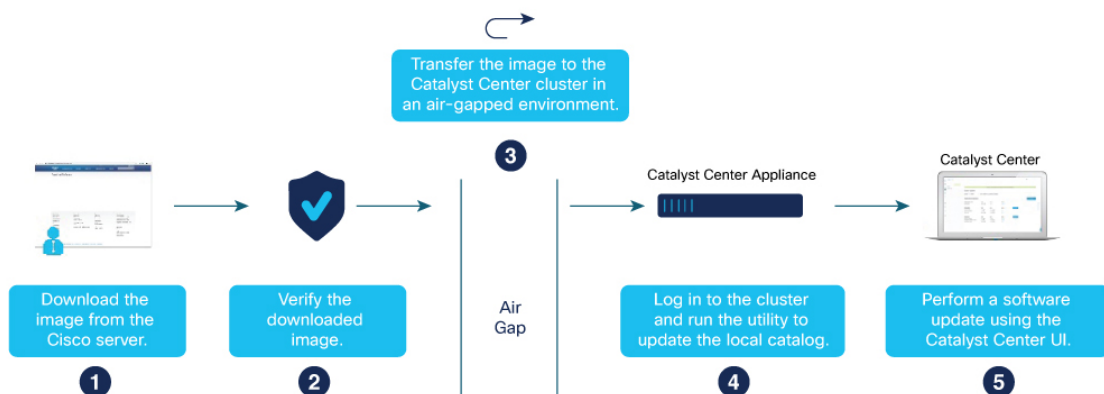 Transfer the image to the
Catalyst Center cluster in
an air-gapped environment.
3
Catalyst Center Appliance
Catalyst Center
Air
Gap
Download the
image from the
Cisco server.
1
Verify the
downloaded
image.
2
Log in to the cluster
and run the utility to
update the local catalog.
4
Perform a software
update using the
Catalyst Center UI.
5